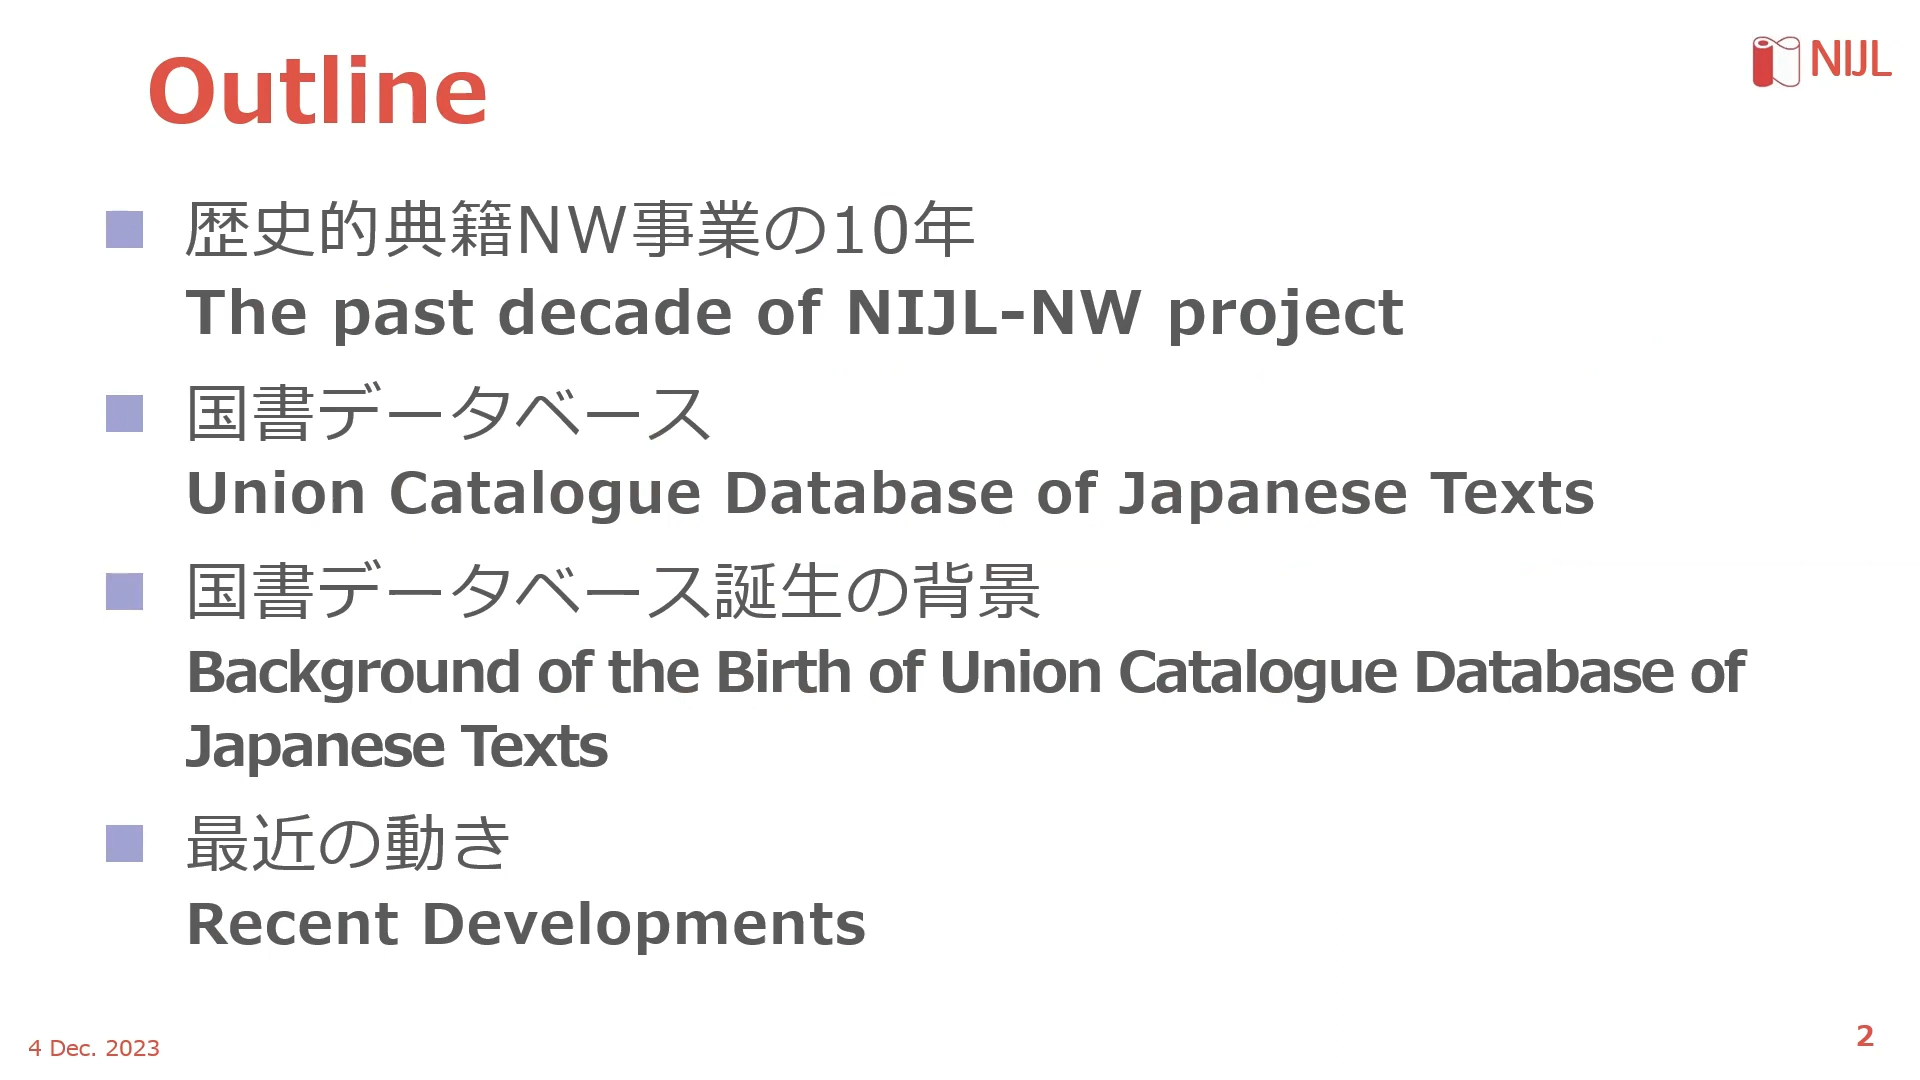 Outline
NIJL
歴史的典籍NW事業の10年
The past decade of NIJL-NW project
国書データベース
Union Catalogue Database of Japanese Texts
国書データベース誕生の背景
Background of the Birth of Union Catalogue Database of
Japanese Texts
最近の動き
Recent Developments
4 Dec. 2023
2